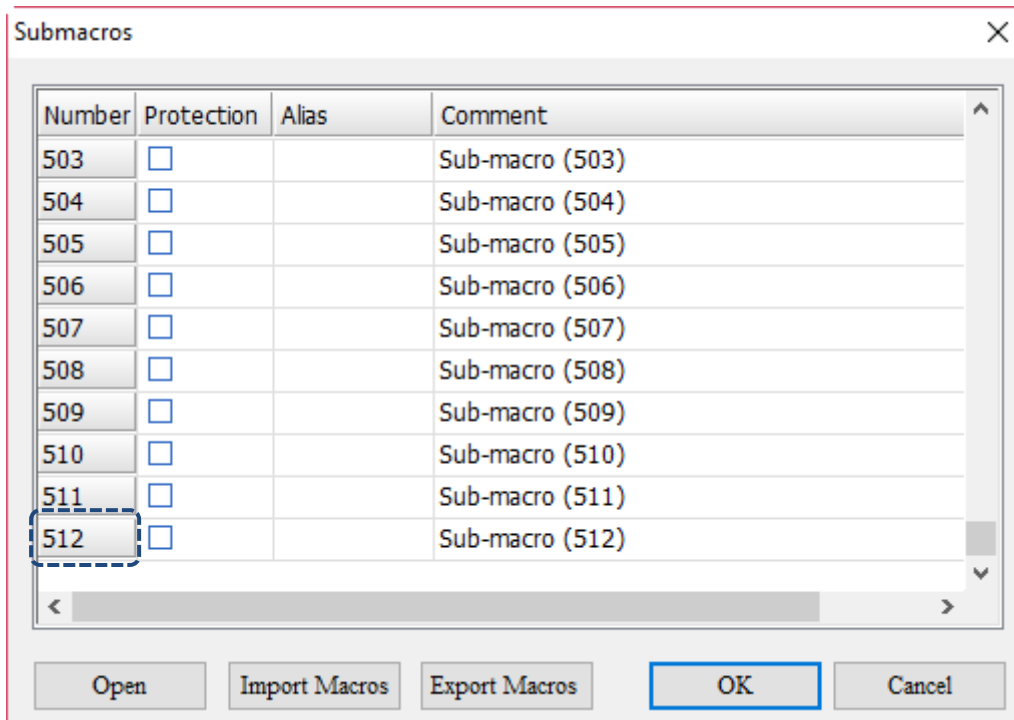 Submacros
Number Protection Alias Comment
503 Sub-macro (503)
504 Sub-macro (504)
505 Sub-macro (505)
506 Sub-macro (506)
507 Sub-macro (507)
508 Sub-macro (508)
509 Sub-macro (509)
510 Sub-macro (510)
511 Sub-macro (511)
512 Sub-macro (512)
Open Import Macros Export Macros OK Cancel